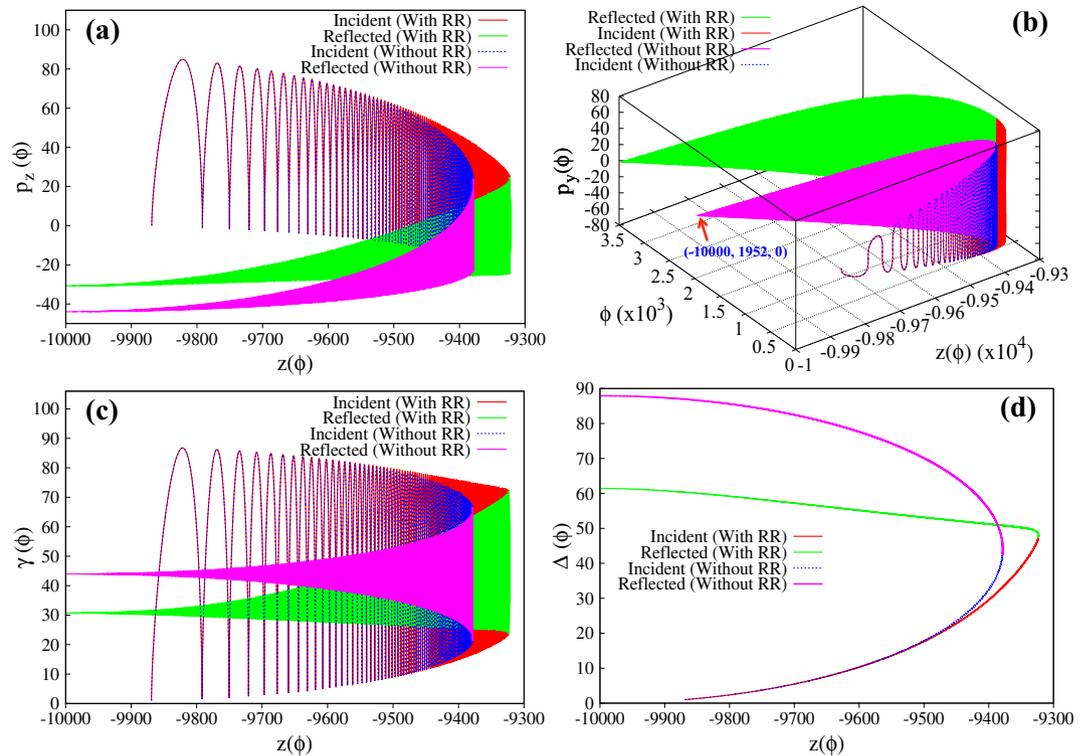 (a)
Incident (With RR)
Reflected (With RR)
Incident (Without RR)
Reflected (Without RR)
100
80
60
40
20
0
-20
-40
p_z (ϕ)
-10000 -9900 -9800 -9700 -9600 -9500 -9400 -9300
z(ϕ)
(b)
Reflected (With RR)
Incident (With RR)
Reflected (Without RR)
Incident (Without RR)
80
60
40
20
0
-20
-40
-60
-80
p_y(ϕ)
3.5
3
2.5
2
1.5
1
0.5
0
ϕ (x10³)
(-10000, 1952, 0)
-1 -0.99 -0.98 -0.97 -0.96 -0.95 -0.94 -0.93
z(ϕ) (x10⁴)
(c)
Incident (With RR)
Reflected (With RR)
Incident (Without RR)
Reflected (Without RR)
100
90
80
70
60
50
40
30
20
10
0
γ (ϕ)
-10000 -9900 -9800 -9700 -9600 -9500 -9400 -9300
z(ϕ)
(d)
90
80
70
60
50
40
30
20
10
0
Δ (ϕ)
Incident (With RR)
Reflected (With RR)
Incident (Without RR)
Reflected (Without RR)
-10000 -9900 -9800 -9700 -9600 -9500 -9400 -9300
z(ϕ)